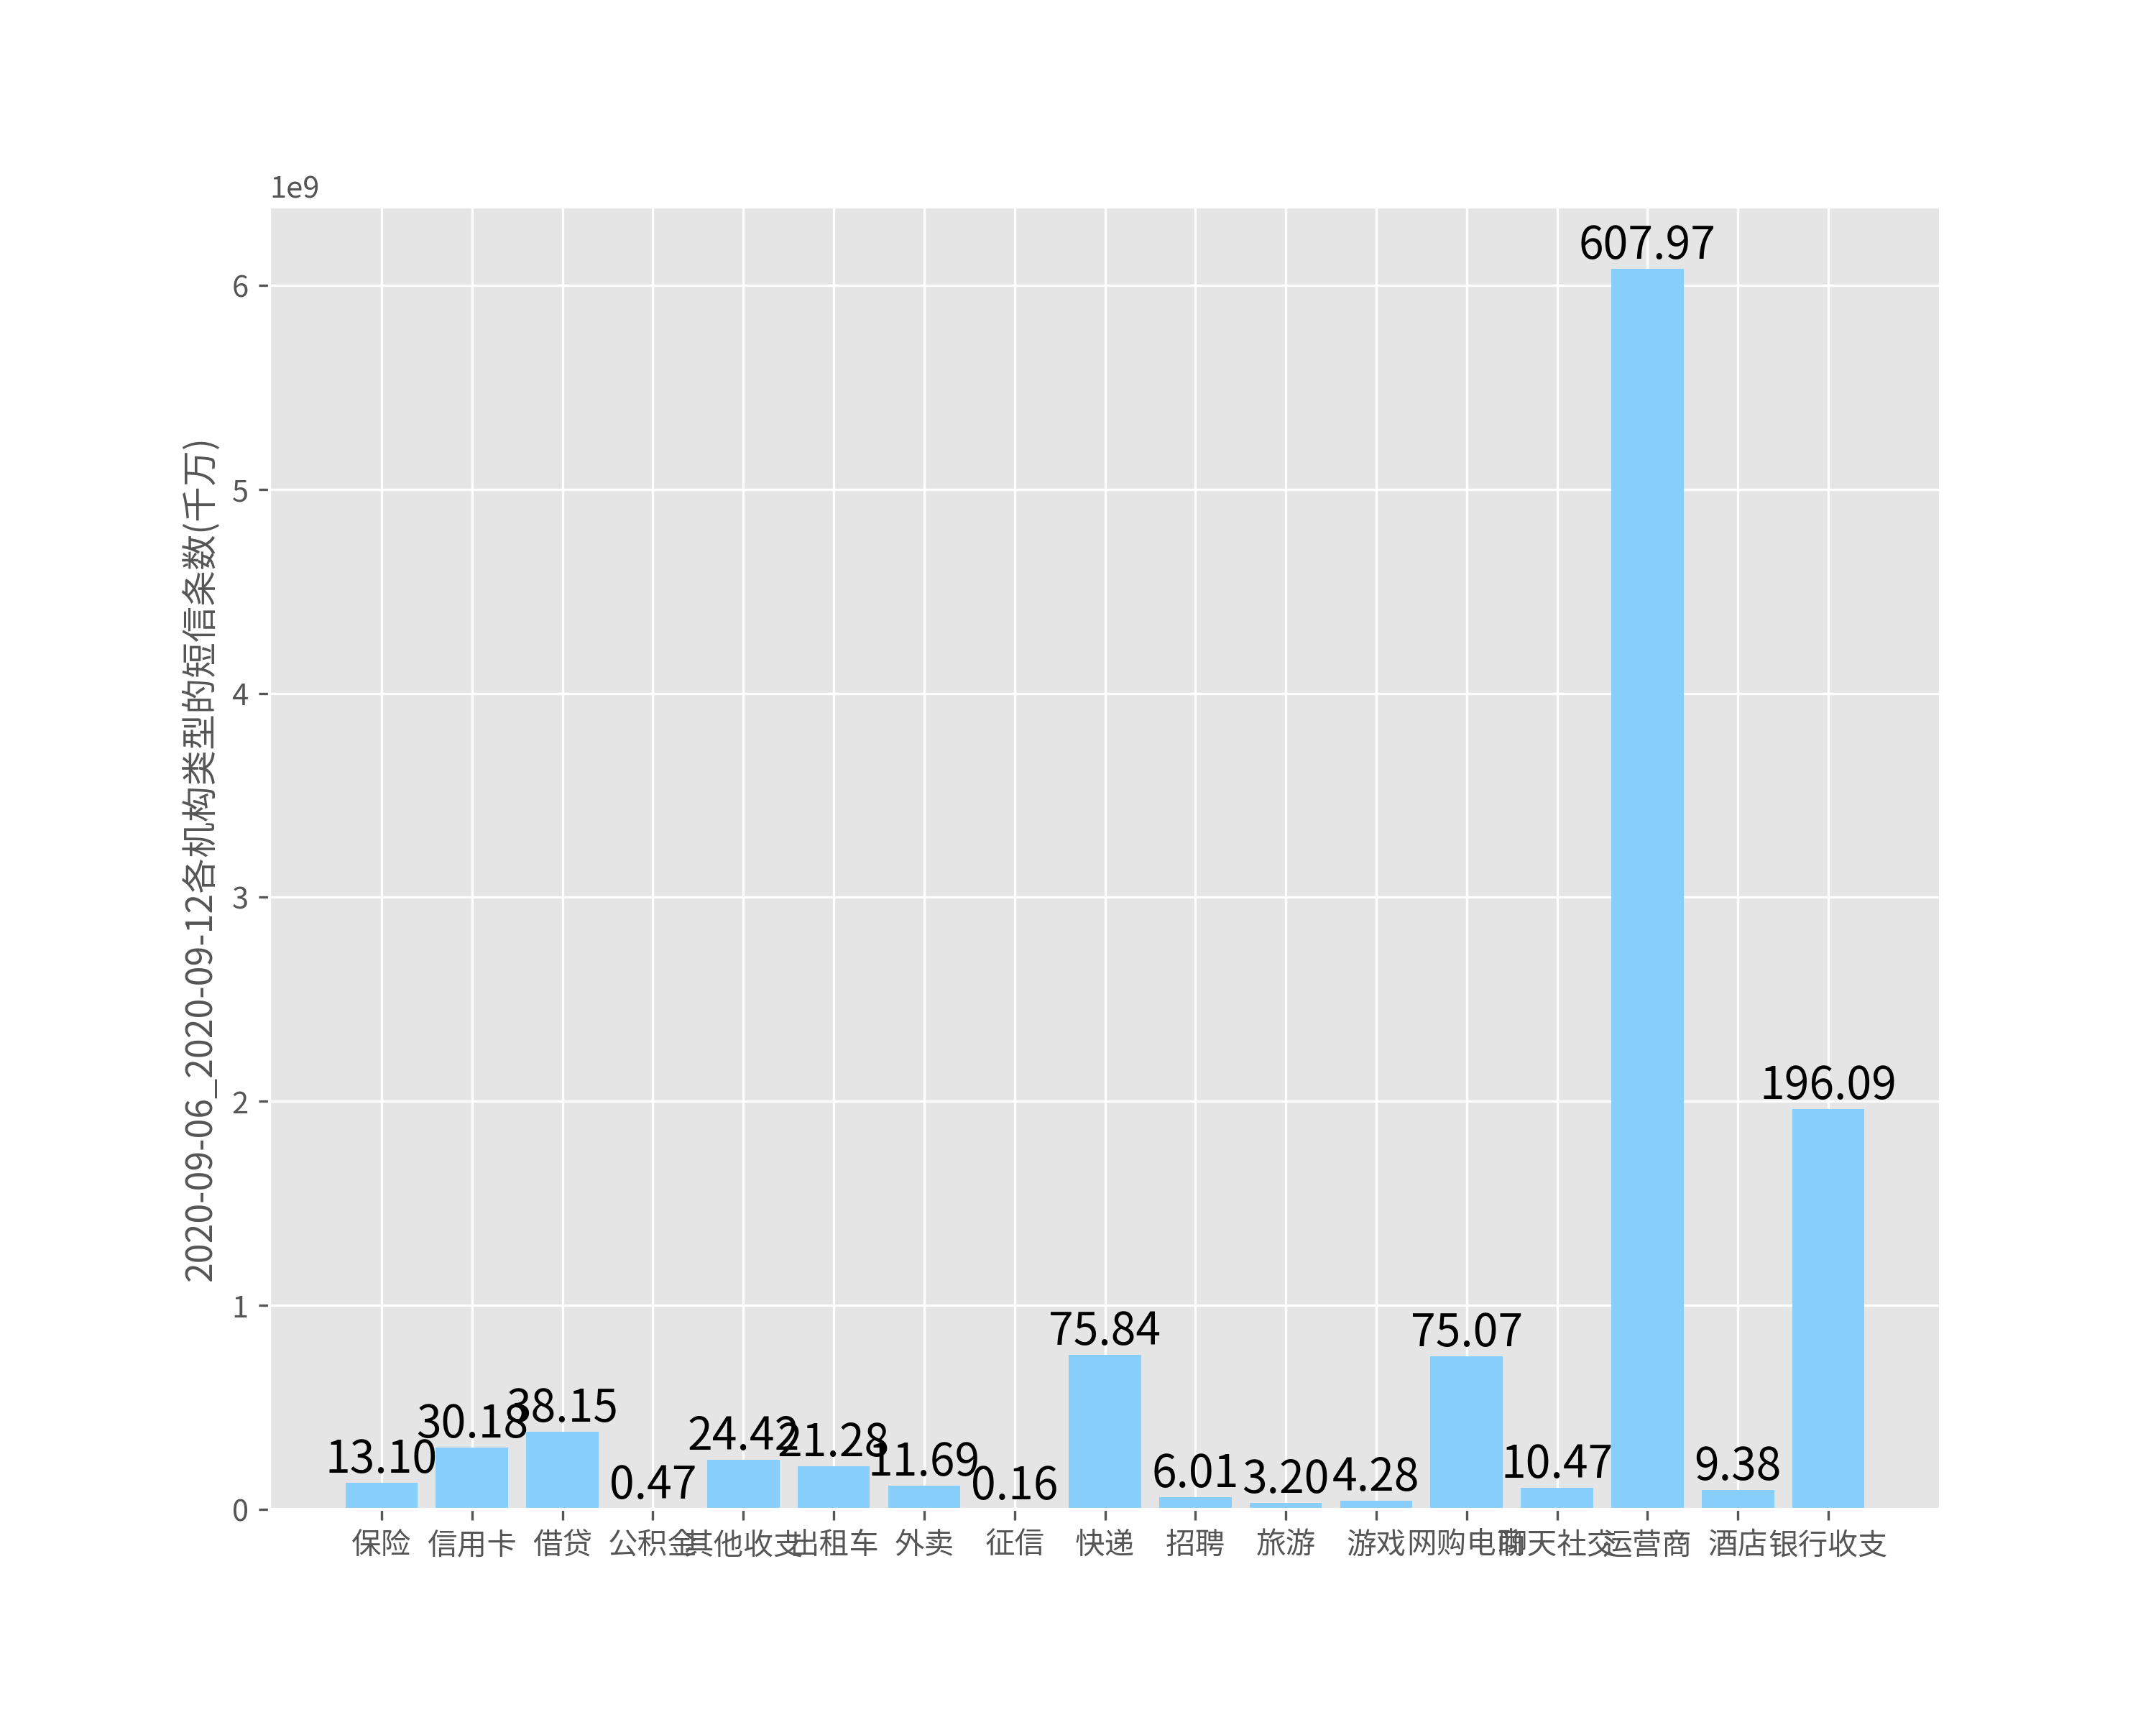 1e9
2020-09-06_2020-09-12各机构类型的短信条数(千万)
6
5
4
3
2
1
0
13.10
30.18
38.15
0.47
24.42
21.28
11.69
0.16
75.84
6.01
3.20
4.28
75.07
10.47
607.97
9.38
196.09
保险
信用卡
借贷
公积金
其他收支
出租车
外卖
征信
快递
招聘
旅游
游戏
网购电商
聊天社交
运营商
酒店
银行收支